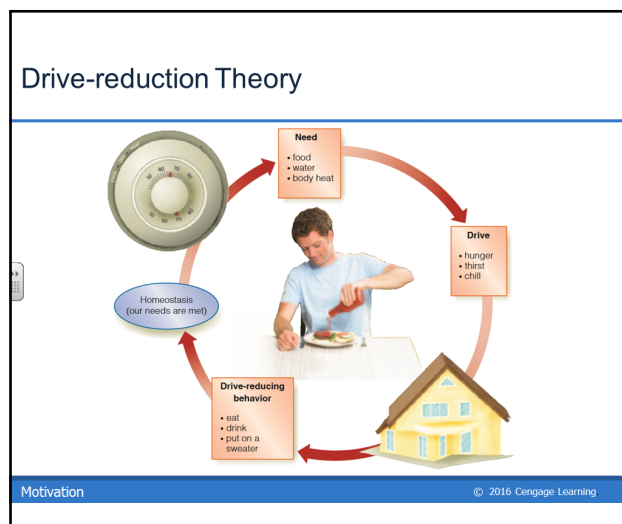 Drive-reduction Theory
Need
• food
• water
• body heat
Drive
• hunger
• thirst
• chill
Homeostasis
(our needs are met)
Drive-reducing
behavior
• eat
• drink
• put on a
sweater
Motivation
© 2016 Cengage Learning.